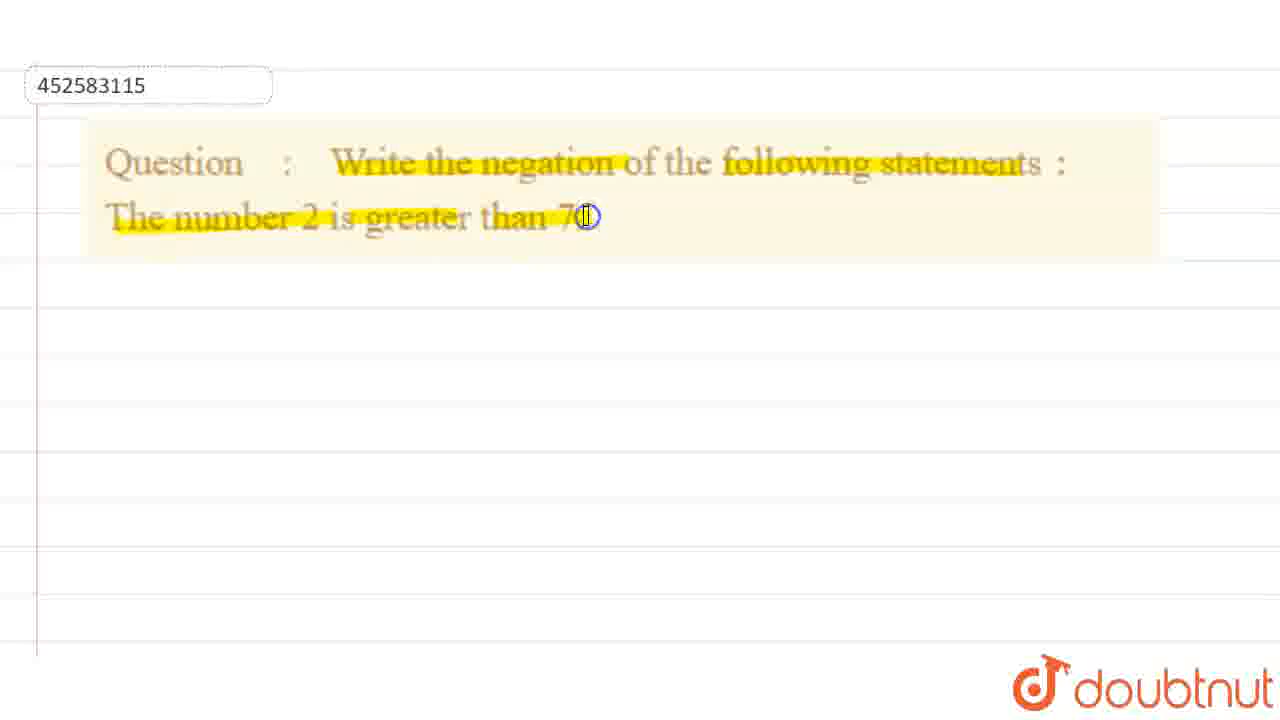 452583115
Question : Write the negation of the following statements :
The number 2 is greater than 7
doubtnut